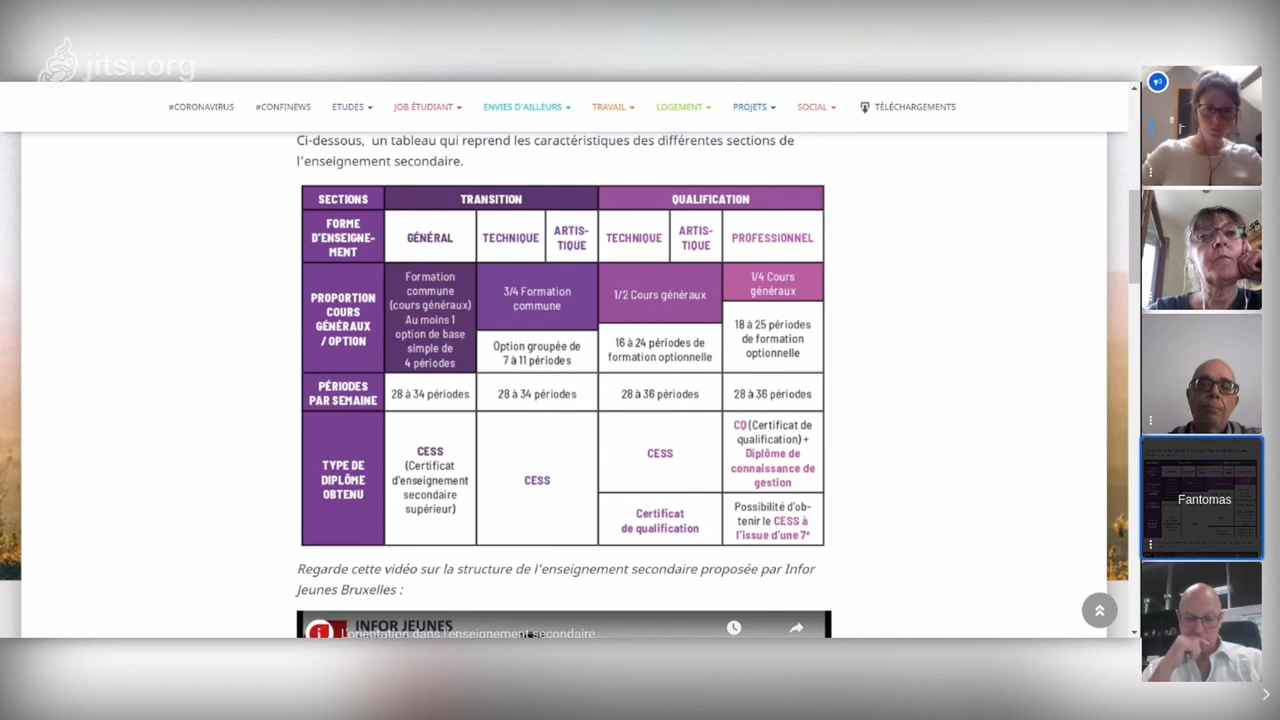 jitsi.org
#CORONAVIRUS #CONFINEWS ETUDES JOB ÉTUDIANT ENVIES D'AILLEURS TRAVAIL LOGEMENT PROJETS SOCIAL TÉLÉCHARGEMENTS
Ci-dessous, un tableau qui reprend les caractéristiques des différentes sections de
l'enseignement secondaire.
SECTIONS TRANSITION QUALIFICATION
FORME
D'ENSEIGNE-
MENT
GÉNÉRAL
TECHNIQUE
ARTIS-
TIQUE
TECHNIQUE
ARTIS-
TIQUE
PROFESSIONNEL
PROPORTION
COURS
GÉNÉRAUX
/ OPTION
Formation
commune
(cours généraux)
Au moins 1
option de base
simple de
4 périodes
3/4 Formation
commune
Option groupée de
7 à 11 périodes
1/2 Cours généraux
16 à 24 périodes de
formation optionnelle
1/4 Cours
généraux
18 à 25 périodes
de formation
optionnelle
PÉRIODES
PAR SEMAINE
28 à 34 périodes
28 à 34 périodes
28 à 36 périodes
28 à 36 périodes
TYPE DE
DIPLÔME
OBTENU
CESS
(Certificat
d'enseignement
secondaire
supérieur)
CESS
CESS
Certificat
de qualification
CQ (Certificat de
qualification) +
Diplôme de
connaissance de
gestion
Possibilité d'ob-
tenir le CESS à
l'issue d'une 7e
Regarde cette vidéo sur la structure de l'enseignement secondaire proposée par Infor
Jeunes Bruxelles :
INFOR JEUNES
L'orientation dans l'enseignement secondaire
Fantomas